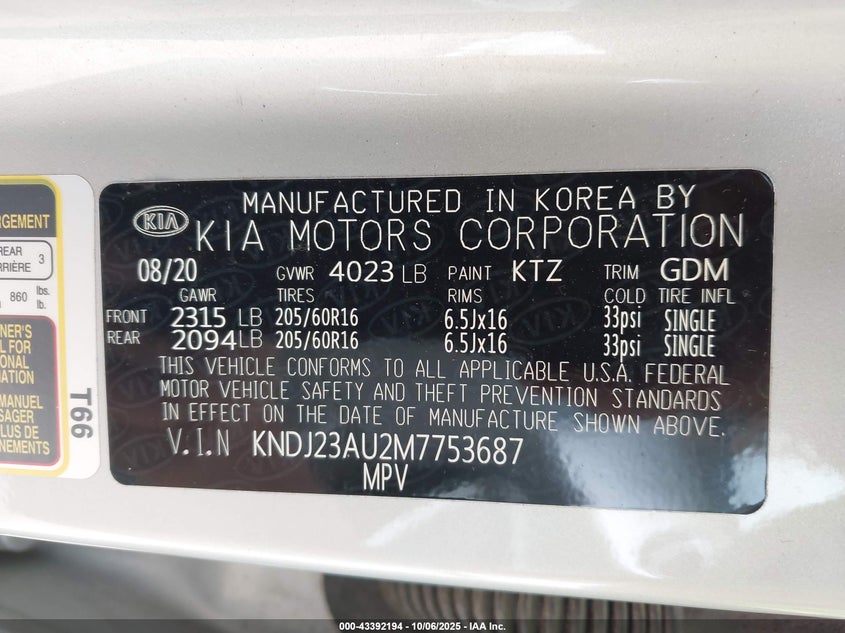 MANUFACTURED IN KOREA BY
KIA KIA MOTORS CORPORATION
08/20 GVWR 4023 LB PAINT KTZ TRIM GDM
GAWR TIRES RIMS COLD TIRE INFL
FRONT 2315 LB 205/60R16 6.5Jx16 33psi SINGLE
REAR 2094 LB 205/60R16 6.5Jx16 33psi SINGLE
THIS VEHICLE CONFORMS TO ALL APPLICABLE U.S.A. FEDERAL
MOTOR VEHICLE SAFETY AND THEFT PREVENTION STANDARDS
IN EFFECT ON THE DATE OF MANUFACTURE SHOWN ABOVE.
V.I.N KNDJ23AU2M7753687
MPV
RGEMENT
REAR 3
RRIÈRE
860 lbs.
lb.
NER'S
L FOR
IONAL
MATION
MANUEL
SAGER
PLUS DE
NEMENTS
T66
000-43392194 - 10/06/2025 - IAA Inc.